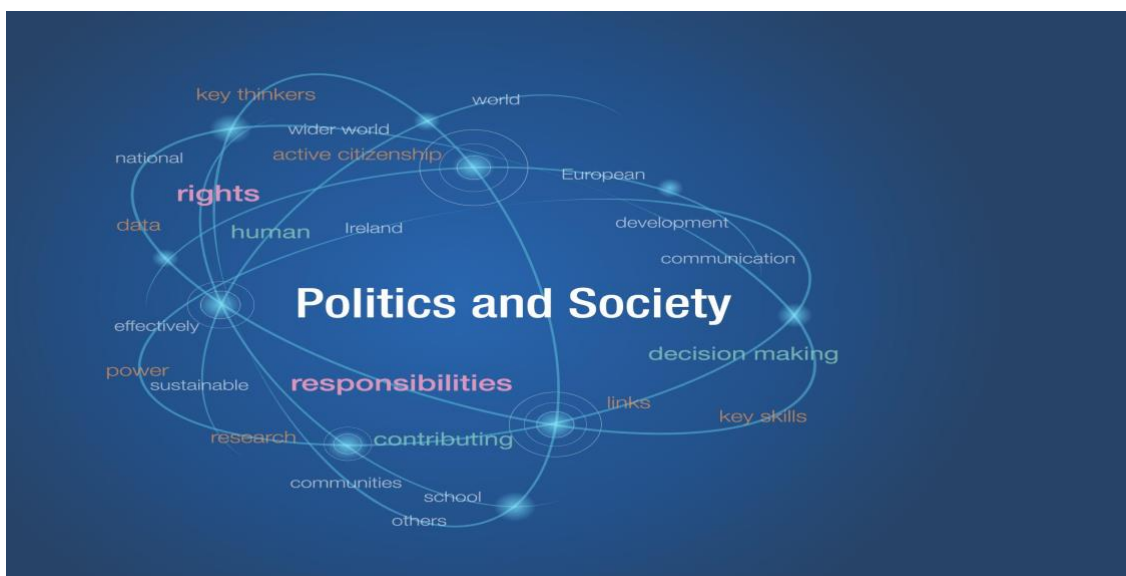 key thinkers
world
wider world
active citizenship
national
European
rights
data
human
Ireland
development
communication
Politics and Society
effectively
decision making
power
sustainable
responsibilities
links
key skills
research
contributing
communities
school
others